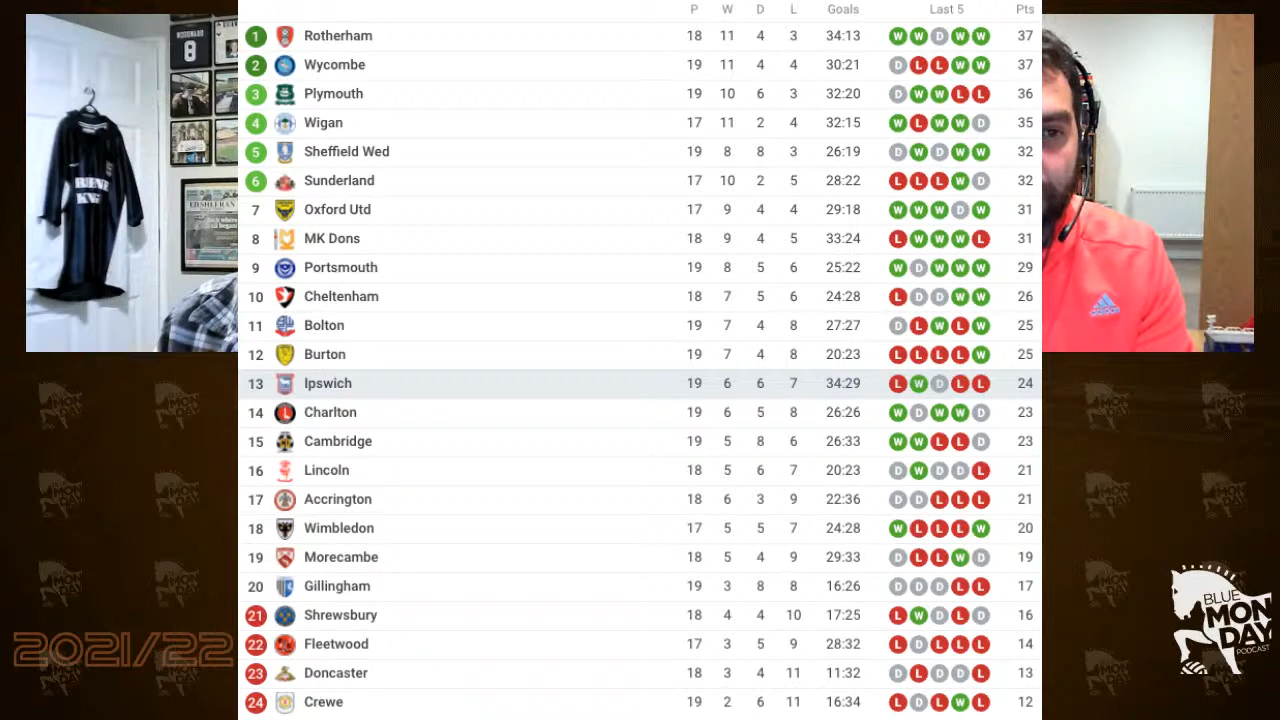 P W D L Goals Last 5 Pts
1 Rotherham 18 11 4 3 34:13 W W D W W 37
2 Wycombe 19 11 4 4 30:21 D L L W W 37
3 Plymouth 19 10 6 3 32:20 D W W L L 36
4 Wigan 17 11 2 4 32:15 W L W W D 35
5 Sheffield Wed 19 8 8 3 26:19 D W D W W 32
6 Sunderland 17 10 2 5 28:22 L L L W D 32
7 Oxford Utd 17 9 4 4 29:18 W W W D W 31
8 MK Dons 18 9 4 5 33:24 L W W W L 31
9 Portsmouth 19 8 5 6 25:22 W D W W W 29
10 Cheltenham 18 7 5 6 24:28 L D D W W 26
11 Bolton 19 7 4 8 27:27 D L W L W 25
12 Burton 19 7 4 8 20:23 L L L L W 25
13 Ipswich 19 6 6 7 34:29 L W D L L 24
14 Charlton 19 6 5 8 26:26 W D W W D 23
15 Cambridge 19 5 8 6 26:33 W W L L D 23
16 Lincoln 18 5 6 7 20:23 D W D D L 21
17 Accrington 18 6 3 9 22:36 D D L L L 21
18 Wimbledon 17 5 5 7 24:28 W L L L W 20
19 Morecambe 18 5 4 9 29:33 D L L W D 19
20 Gillingham 19 3 8 8 16:26 D D D L L 17
21 Shrewsbury 18 4 4 10 17:25 L W D L D 16
22 Fleetwood 17 3 5 9 28:32 L D L L L 14
23 Doncaster 18 3 4 11 11:32 D L D D L 13
24 Crewe 19 2 6 11 16:34 L D L W L 12
8
ED SHEERAN
adidas
2021/22
BLUE
MON
DAY
PODCAST